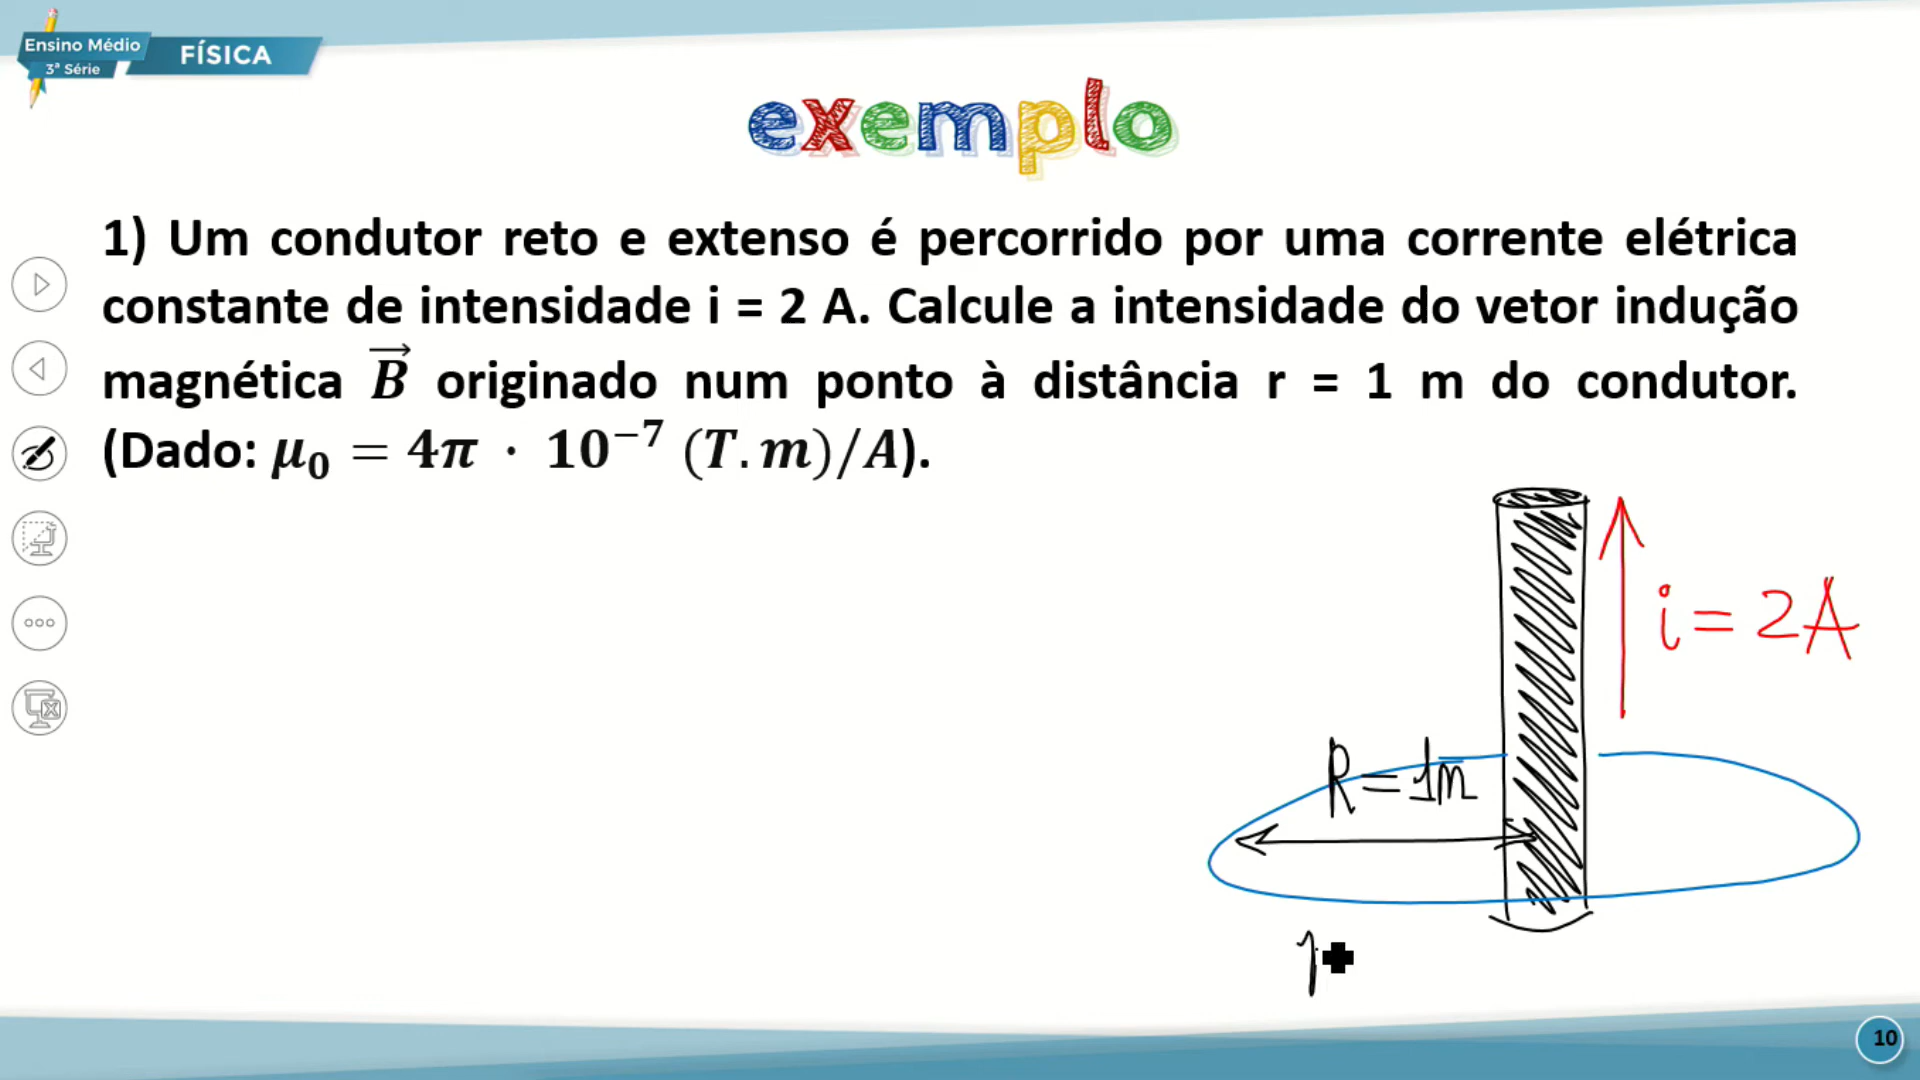 Ensino Médio
3ª Série
FÍSICA
exemplo
1) Um condutor reto e extenso é percorrido por uma corrente elétrica
constante de intensidade i = 2 A. Calcule a intensidade do vetor indução
magnética \vec{B} originado num ponto à distância r = 1 m do condutor.
(Dado: μ₀ = 4π · 10⁻⁷ (T.m)/A).
i = 2A
R = 1m
10